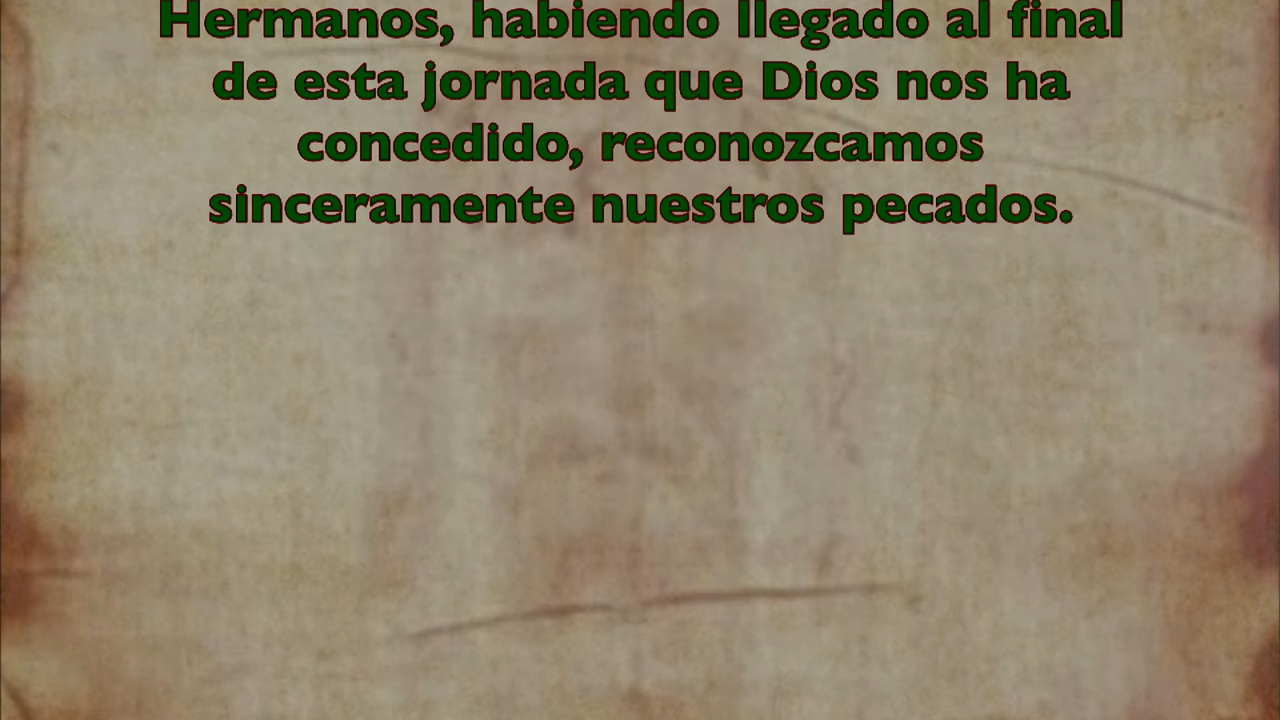 Hermanos, habiendo llegado al final
de esta jornada que Dios nos ha
concedido, reconozcamos
sinceramente nuestros pecados.